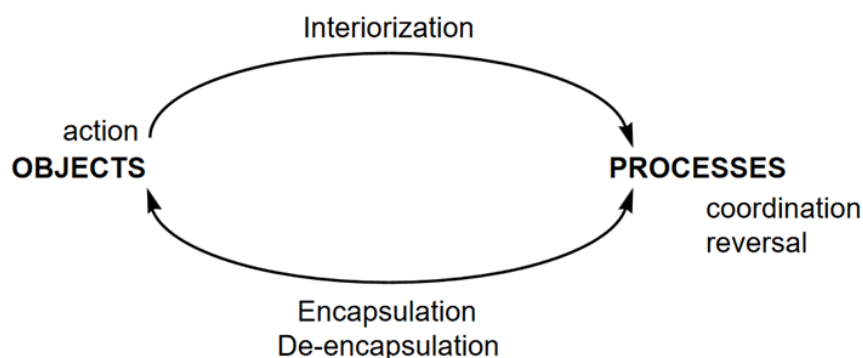 Interiorization
action
OBJECTS
PROCESSES
coordination
reversal
Encapsulation
De-encapsulation